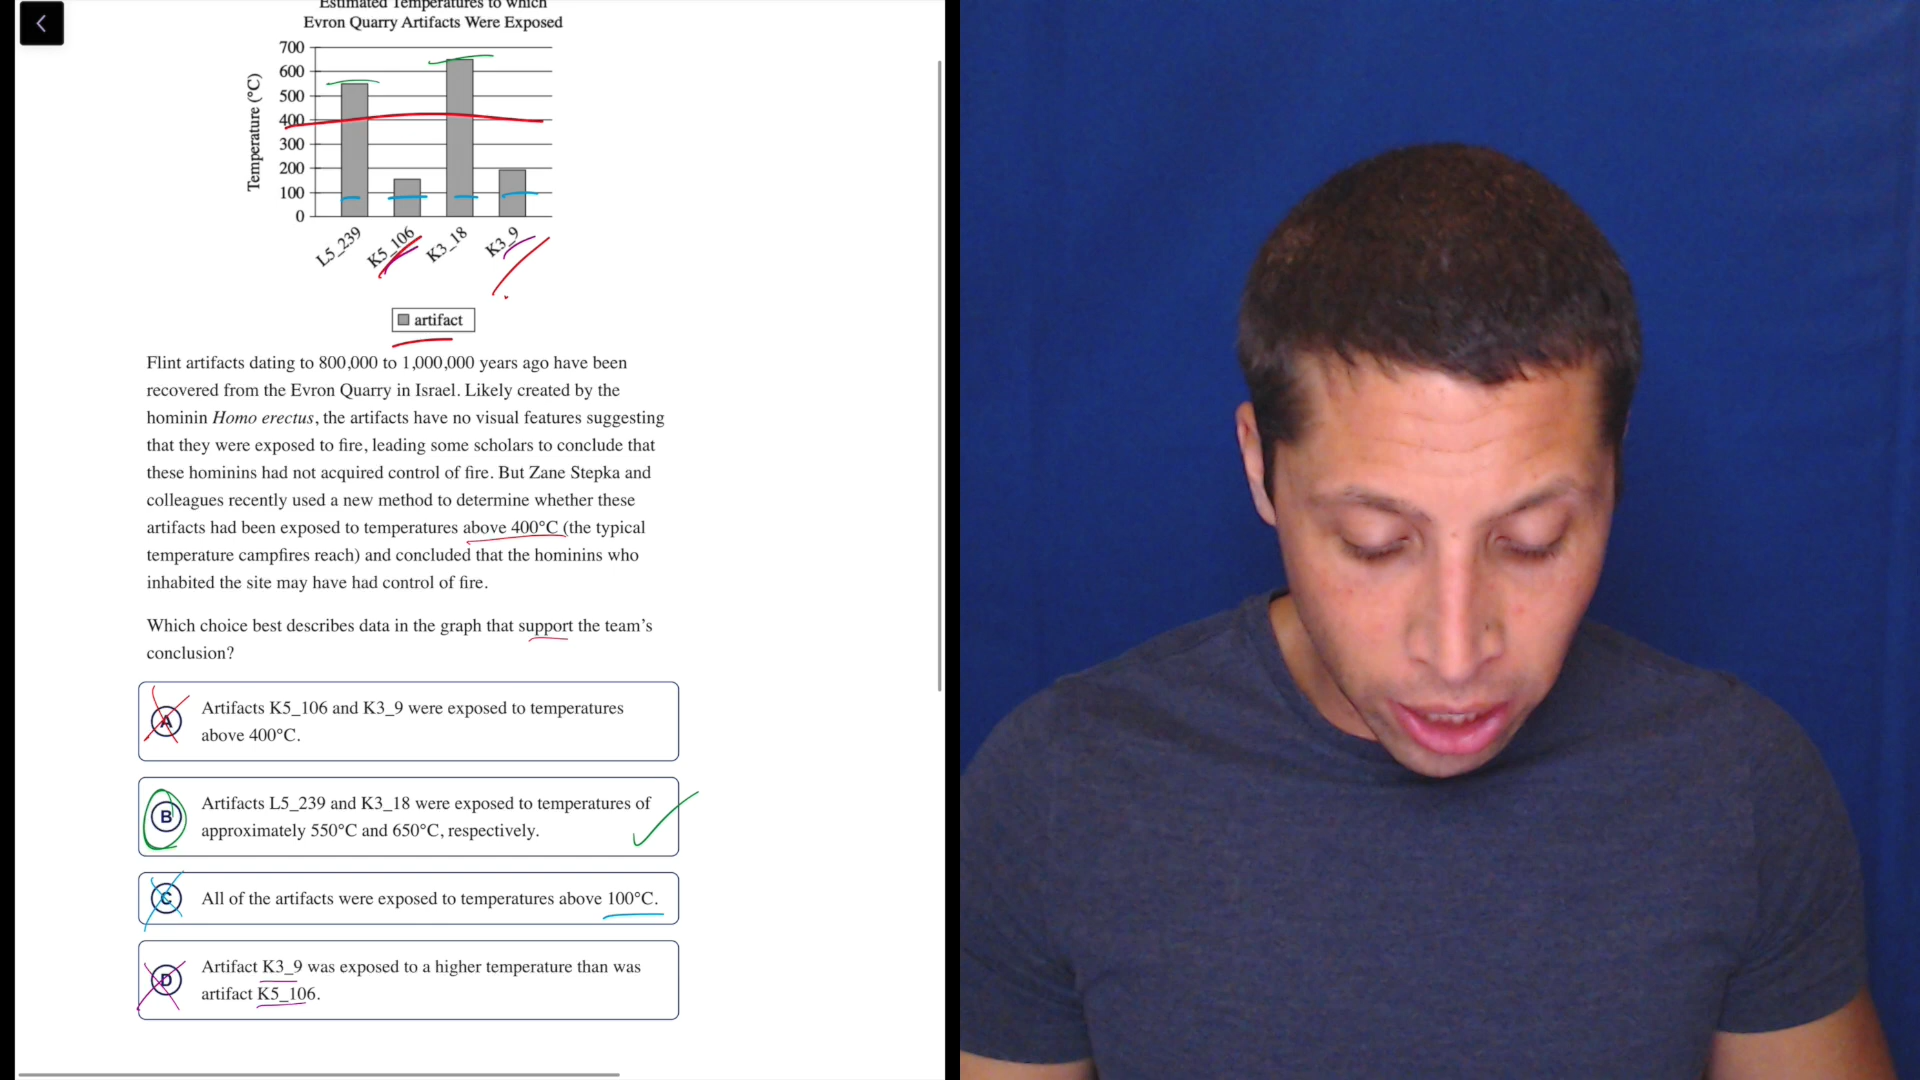 Estimated Temperatures to which
Evron Quarry Artifacts Were Exposed
Temperature (°C)
700
600
500
400
300
200
100
0
L5_239
K5_106
K3_18
K3_9
artifact
Flint artifacts dating to 800,000 to 1,000,000 years ago have been
recovered from the Evron Quarry in Israel. Likely created by the
hominin Homo erectus, the artifacts have no visual features suggesting
that they were exposed to fire, leading some scholars to conclude that
these hominins had not acquired control of fire. But Zane Stepka and
colleagues recently used a new method to determine whether these
artifacts had been exposed to temperatures above 400°C (the typical
temperature campfires reach) and concluded that the hominins who
inhabited the site may have had control of fire.
Which choice best describes data in the graph that support the team's
conclusion?
A Artifacts K5_106 and K3_9 were exposed to temperatures
above 400°C.
B Artifacts L5_239 and K3_18 were exposed to temperatures of
approximately 550°C and 650°C, respectively.
C All of the artifacts were exposed to temperatures above 100°C.
D Artifact K3_9 was exposed to a higher temperature than was
artifact K5_106.